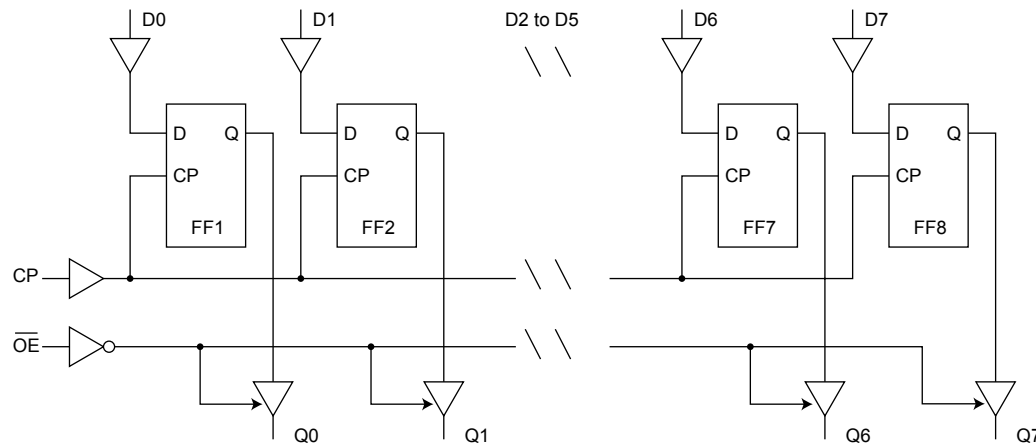 D0 D1 D2 to D5 D6 D7
D Q D Q D Q D Q
CP CP CP CP
FF1 FF2 FF7 FF8
CP
O̅E̅
Q0 Q1 Q6 Q7